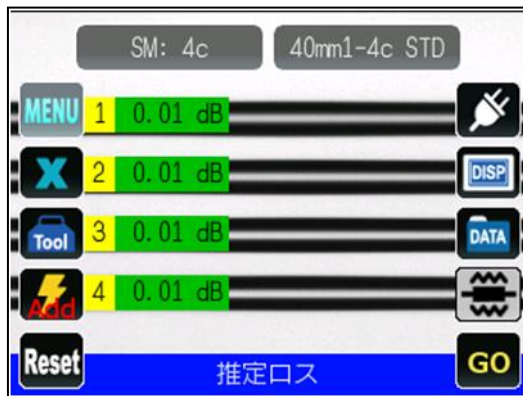 SM: 4c
40mm1-4c STD
MENU 1 0.01 dB
X 2 0.01 dB DISP
Tool 3 0.01 dB DATA
Add 4 0.01 dB
Reset 推定ロス GO